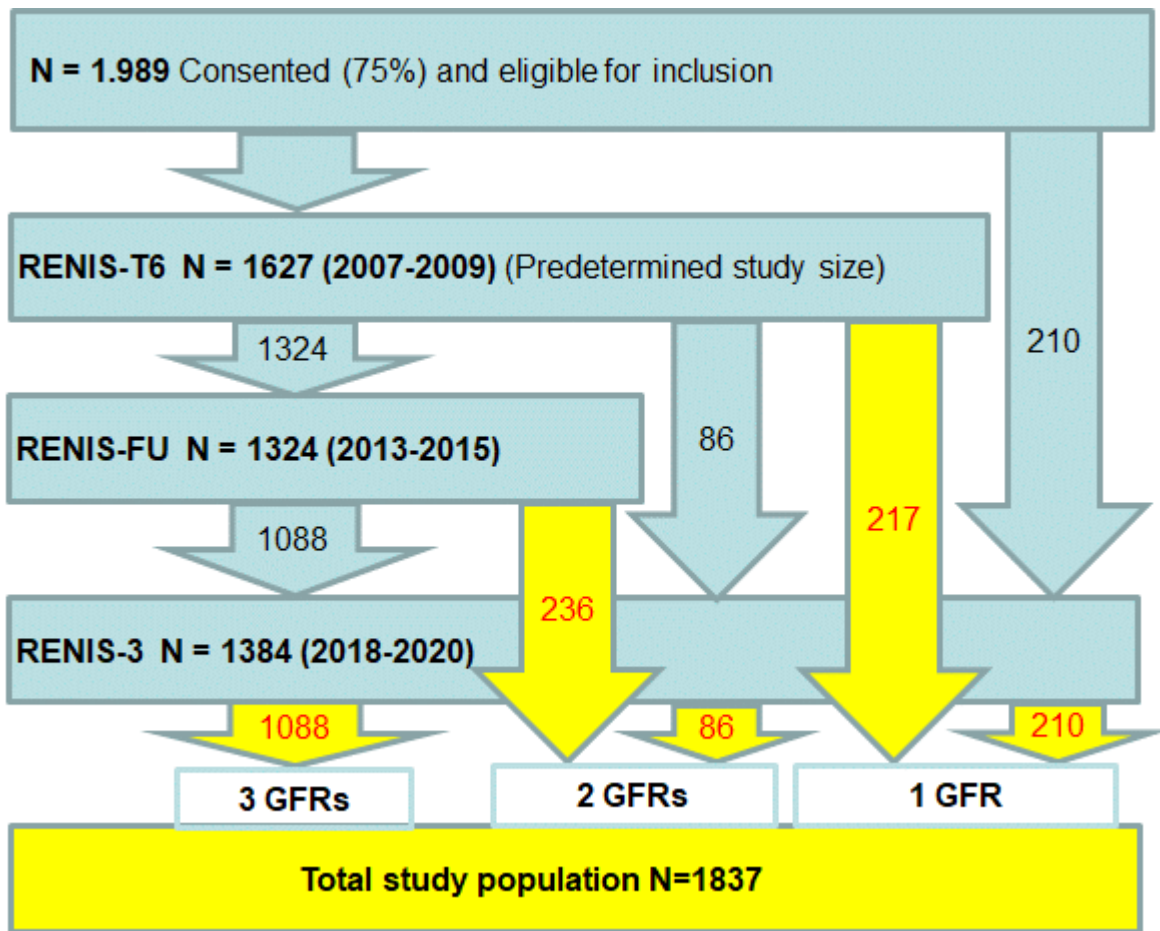 N = 1.989 Consented (75%) and eligible for inclusion
RENIS-T6 N = 1627 (2007-2009) (Predetermined study size)
1324
210
RENIS-FU N = 1324 (2013-2015)
86
217
1088
236
RENIS-3 N = 1384 (2018-2020)
1088
86
210
3 GFRs
2 GFRs
1 GFR
Total study population N=1837